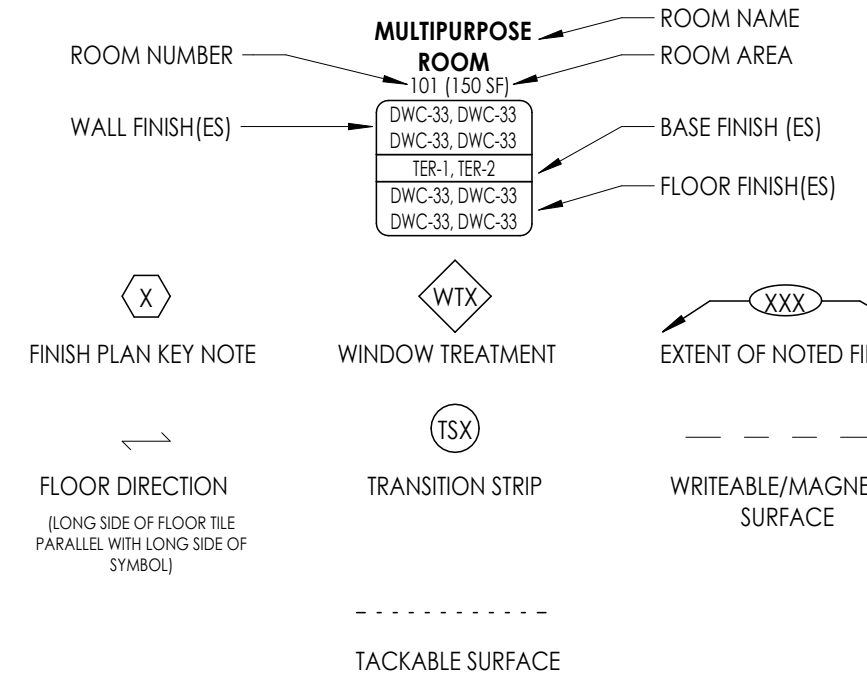 MULTIPURPOSE
ROOM
101 (150 SF)
ROOM NAME
ROOM NUMBER
ROOM AREA
DWC-33, DWC-33
DWC-33, DWC-33
WALL FINISH(ES)
BASE FINISH (ES)
TER-1, TER-2
DWC-33, DWC-33
DWC-33, DWC-33
FLOOR FINISH(ES)
X
FINISH PLAN KEY NOTE
WTX
WINDOW TREATMENT
XXX
EXTENT OF NOTED
FLOOR DIRECTION
(LONG SIDE OF FLOOR TILE
PARALLEL WITH LONG SIDE OF
SYMBOL)
TSX
TRANSITION STRIP
WRITEABLE/
SURFACE
TACKABLE SURFACE